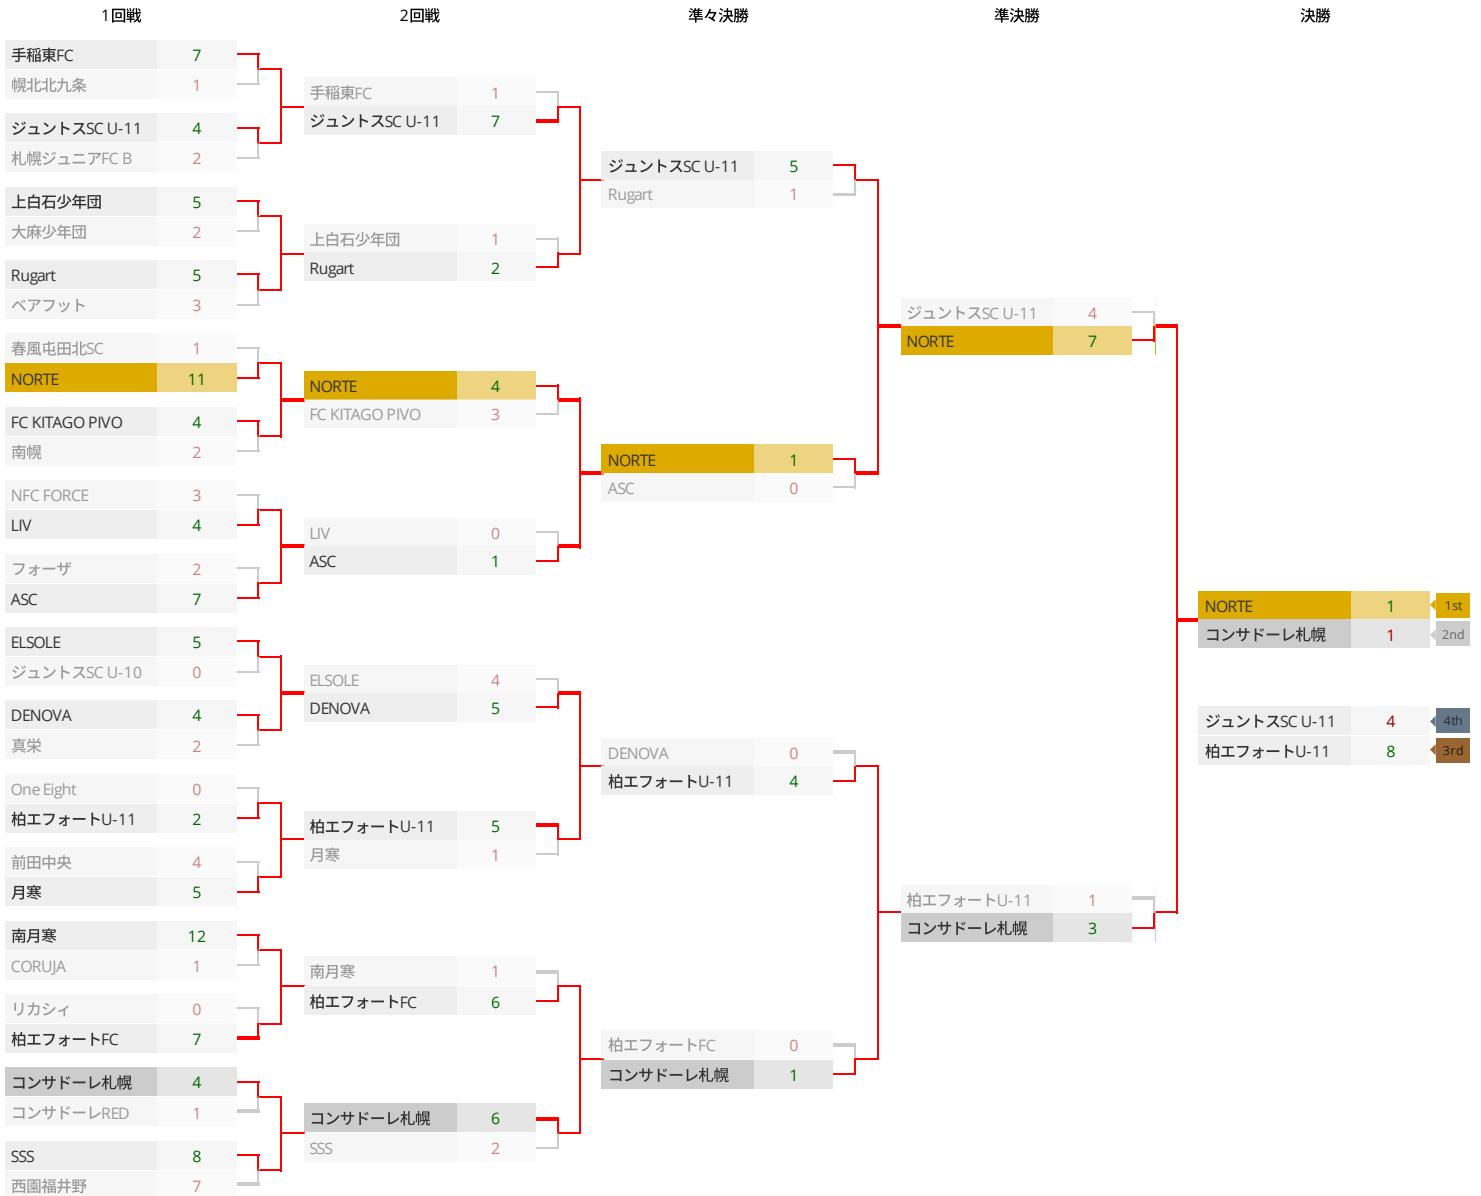 1回戦
2回戦
準々決勝
準決勝
決勝
手稲東FC 7
幌北北九条 1
ジュントスSC U-11 4
札幌ジュニアFC B 2
上白石少年団 5
大麻少年団 2
Rugart 5
ベアフット 3
春風屯田北SC 1
NORTE 11
FC KITAGO PIVO 4
南幌 2
NFC FORCE 3
LIV 4
フォーザ 2
ASC 7
ELSOLE 5
ジュントスSC U-10 0
DENOVA 4
真栄 2
One Eight 0
柏エフォートU-11 2
前田中央 4
月寒 5
南月寒 12
CORUJA 1
リカシィ 0
柏エフォートFC 7
コンサドーレ札幌 4
コンサドーレRED 1
SSS 8
西園福井野 7
手稲東FC 1
ジュントスSC U-11 7
上白石少年団 1
Rugart 2
NORTE 4
FC KITAGO PIVO 3
LIV 0
ASC 1
ELSOLE 4
DENOVA 5
柏エフォートU-11 5
月寒 1
南月寒 1
柏エフォートFC 6
コンサドーレ札幌 6
SSS 2
ジュントスSC U-11 5
Rugart 1
NORTE 1
ASC 0
DENOVA 0
柏エフォートU-11 4
柏エフォートFC 0
コンサドーレ札幌 1
ジュントスSC U-11 4
NORTE 7
柏エフォートU-11 1
コンサドーレ札幌 3
NORTE 1 1st
コンサドーレ札幌 1 2nd
ジュントスSC U-11 4 4th
柏エフォートU-11 8 3rd